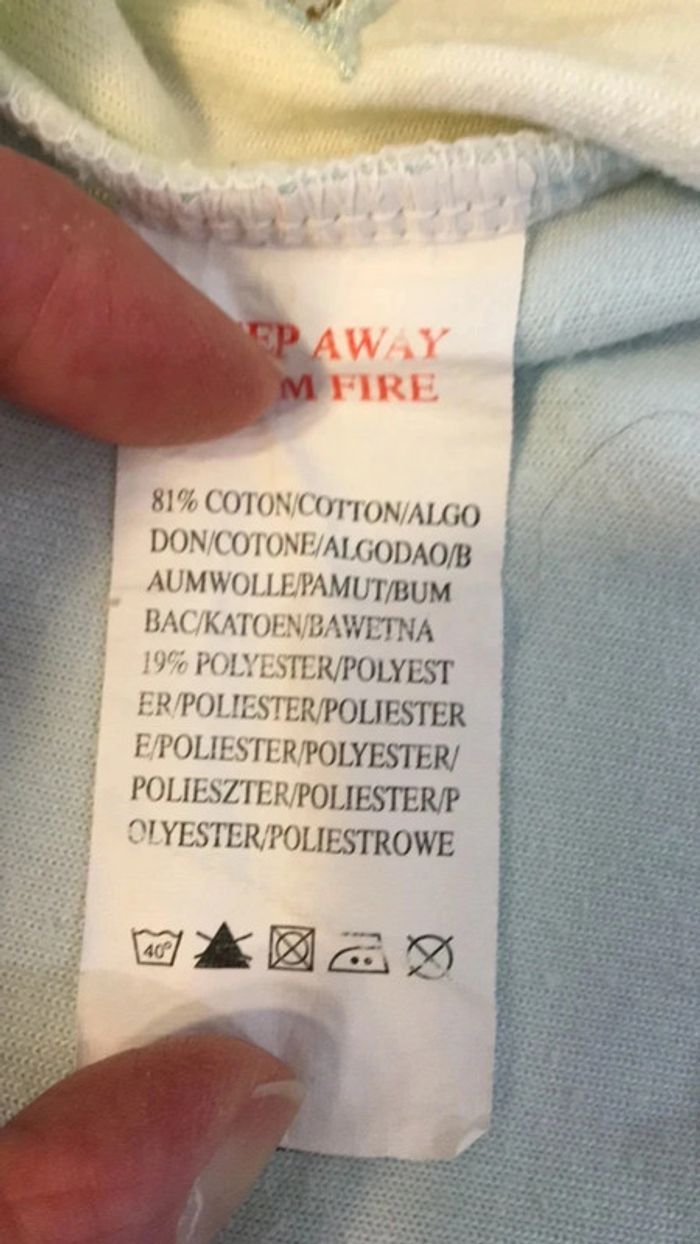 EP AWAY
M FIRE
81% COTON/COTTON/ALGO
DON/COTONE/ALGODAO/B
AUMWOLLE/PAMUT/BUM
BAC/KATOEN/BAWETNA
19% POLYESTER/POLYEST
ER/POLIESTER/POLIESTER
E/POLIESTER/POLYESTER/
POLIESZTER/POLIESTER/P
OLYESTER/POLIESTROWE
40°